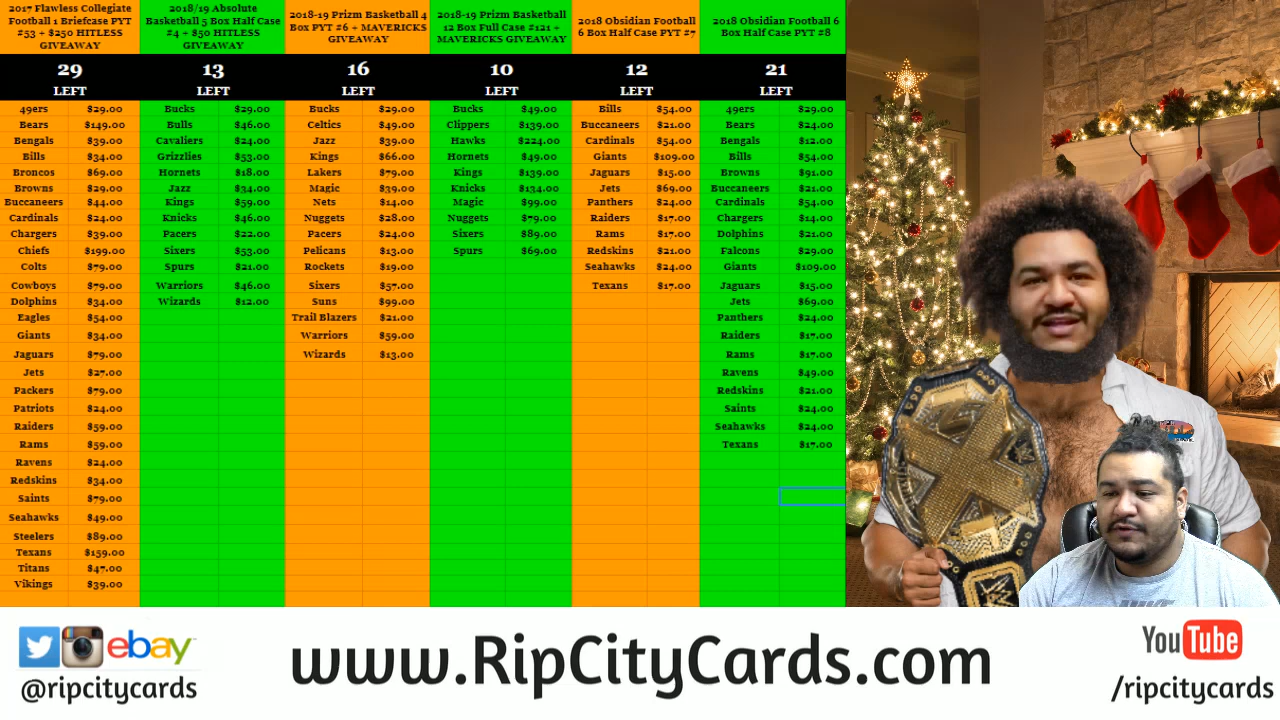 2017 Flawless Collegiate
Football 1 Briefcase PYT
#53 + $250 HITLESS
GIVEAWAY
29
LEFT
49ers $29.00
Bears $149.00
Bengals $39.00
Bills $34.00
Broncos $69.00
Browns $29.00
Buccaneers $44.00
Cardinals $24.00
Chargers $39.00
Chiefs $199.00
Colts $79.00
Cowboys $79.00
Dolphins $34.00
Eagles $54.00
Giants $34.00
Jaguars $79.00
Jets $27.00
Packers $79.00
Patriots $24.00
Raiders $59.00
Rams $59.00
Ravens $24.00
Redskins $34.00
Saints $79.00
Seahawks $49.00
Steelers $89.00
Texans $159.00
Titans $47.00
Vikings $39.00
2018/19 Absolute
Basketball 5 Box Half Case
#4 + $50 HITLESS
GIVEAWAY
13
LEFT
Bucks $29.00
Bulls $46.00
Cavaliers $24.00
Grizzlies $53.00
Hornets $18.00
Jazz $34.00
Kings $59.00
Knicks $46.00
Pacers $22.00
Sixers $53.00
Spurs $21.00
Warriors $46.00
Wizards $12.00
2018-19 Prizm Basketball 4
Box PYT #6 + MAVERICKS
GIVEAWAY
16
LEFT
Bucks $29.00
Celtics $49.00
Jazz $39.00
Kings $66.00
Lakers $79.00
Magic $39.00
Nets $14.00
Nuggets $28.00
Pacers $24.00
Pelicans $13.00
Rockets $19.00
Sixers $57.00
Suns $99.00
Trail Blazers $21.00
Warriors $59.00
Wizards $13.00
2018-19 Prizm Basketball
12 Box Full Case #121 +
MAVERICKS GIVEAWAY
10
LEFT
Bucks $49.00
Clippers $139.00
Hawks $224.00
Hornets $49.00
Kings $139.00
Knicks $134.00
Magic $99.00
Nuggets $79.00
Sixers $89.00
Spurs $69.00
2018 Obsidian Football
6 Box Half Case PYT #7
12
LEFT
Bills $54.00
Buccaneers $21.00
Cardinals $54.00
Giants $109.00
Jaguars $15.00
Jets $69.00
Panthers $24.00
Raiders $17.00
Rams $17.00
Redskins $21.00
Seahawks $24.00
Texans $17.00
2018 Obsidian Football 6
Box Half Case PYT #8
21
LEFT
49ers $29.00
Bears $24.00
Bengals $12.00
Bills $54.00
Browns $91.00
Buccaneers $21.00
Cardinals $54.00
Chargers $14.00
Dolphins $21.00
Falcons $29.00
Giants $109.00
Jaguars $15.00
Jets $69.00
Panthers $24.00
Raiders $17.00
Rams $17.00
Ravens $49.00
Redskins $21.00
Saints $24.00
Seahawks $24.00
Texans $17.00
ebay
@ripcitycards
www.RipCityCards.com
YouTube
/ripcitycards